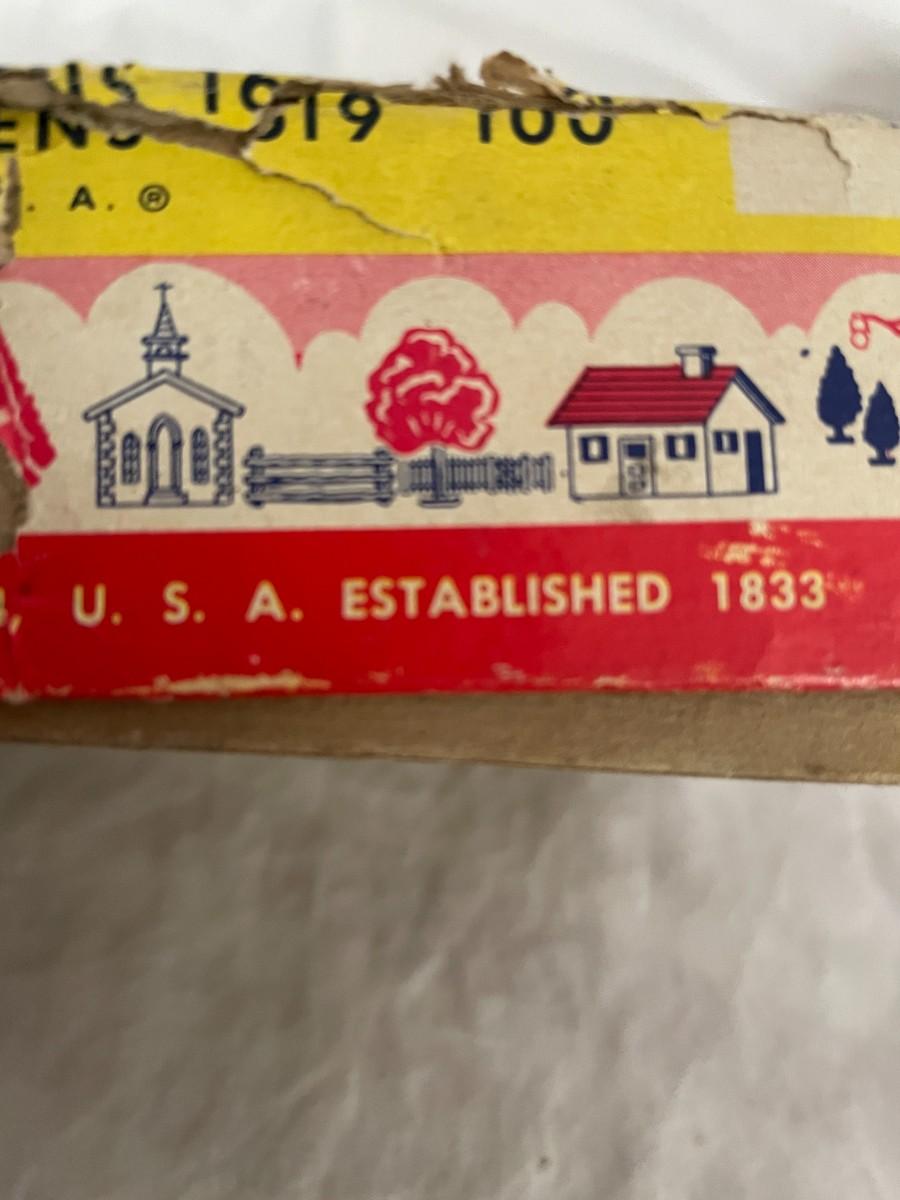 ENS 1619 100
. A. ®
, U. S. A. ESTABLISHED 1833